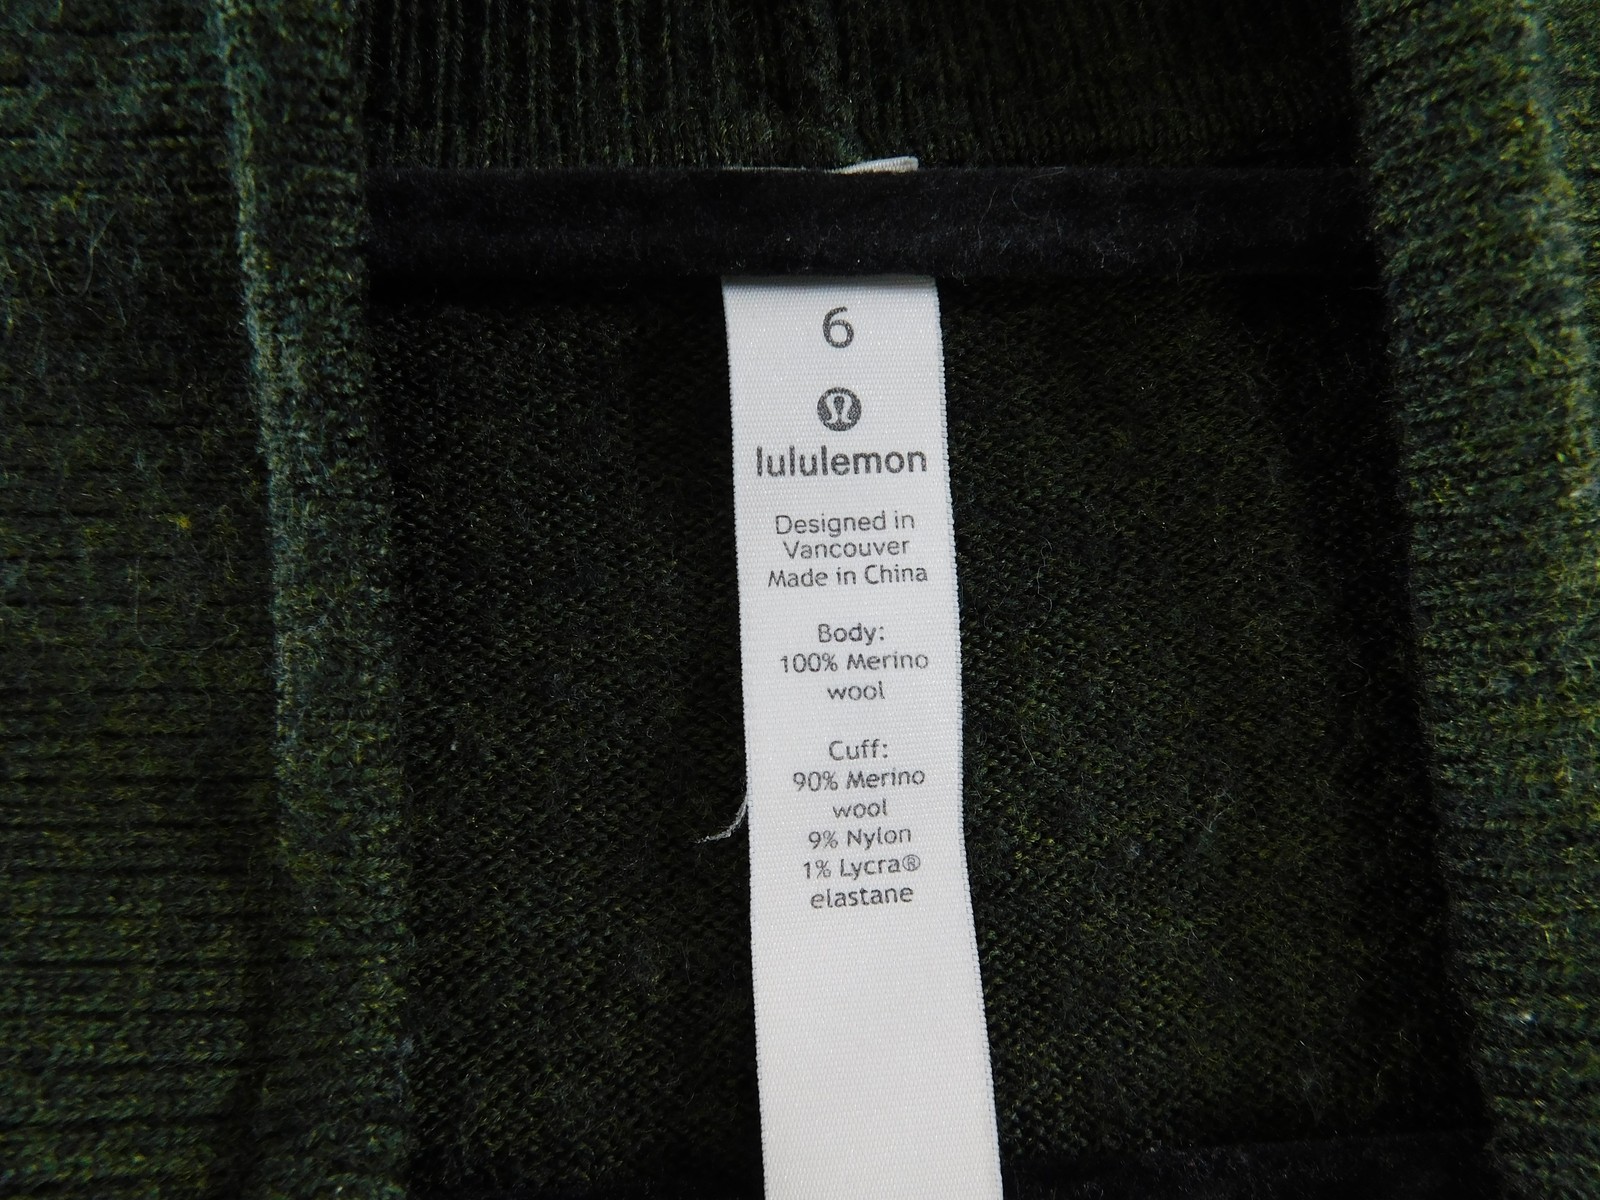 6
lululemon
Designed in
Vancouver
Made in China
Body:
100% Merino
wool
Cuff:
90% Merino
wool
9% Nylon
1% Lycra®
elastane